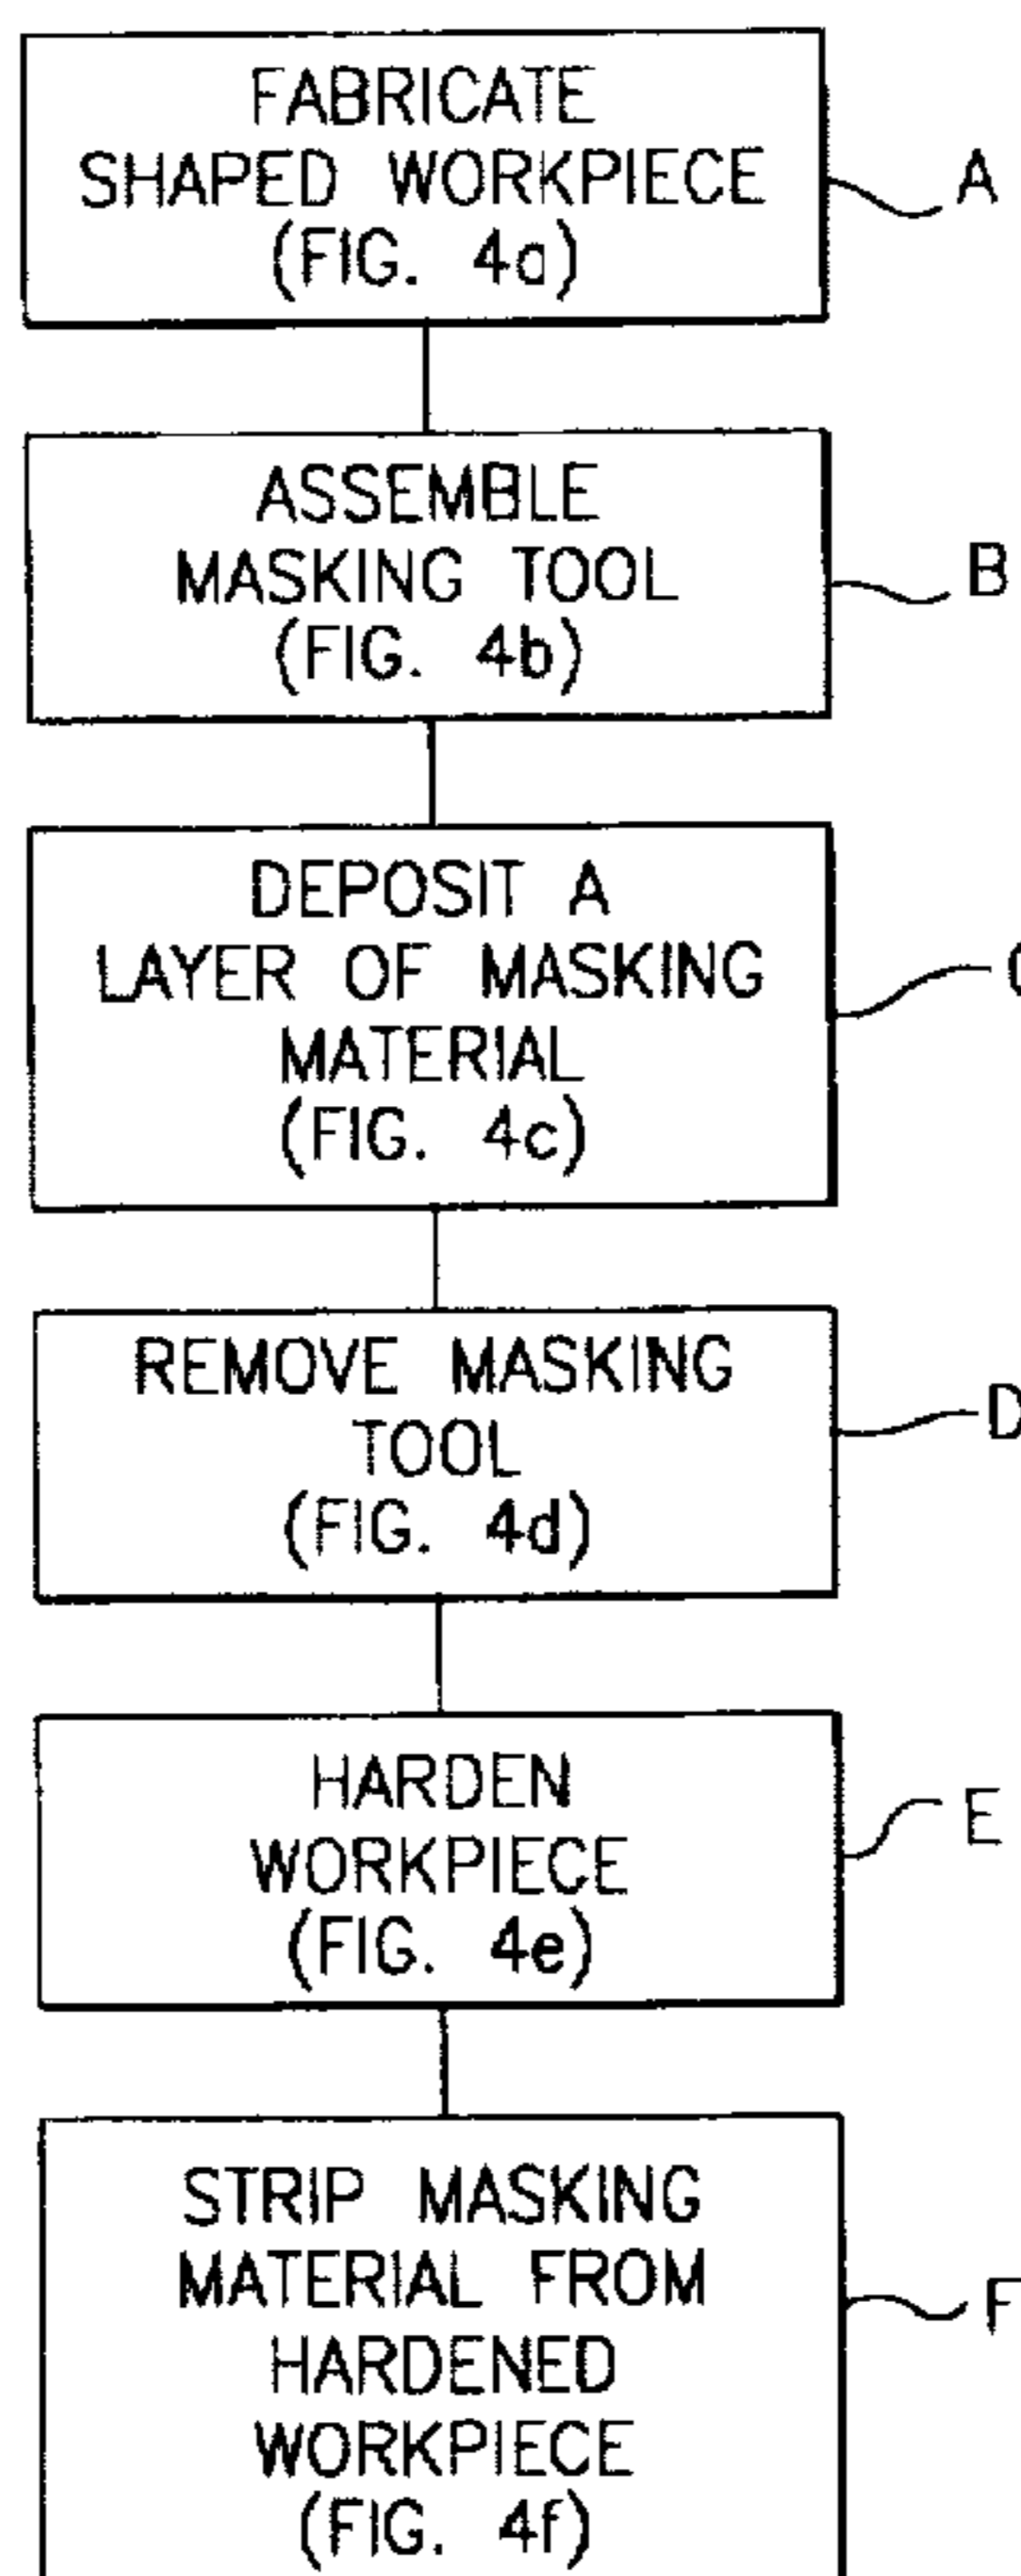 FABRICATE
SHAPED WORKPIECE
(FIG. 4a)
A
ASSEMBLE
MASKING TOOL
(FIG. 4b)
B
DEPOSIT A
LAYER OF MASKING
MATERIAL
(FIG. 4c)
REMOVE MASKING
TOOL
(FIG. 4d)
D
HARDEN
WORKPIECE
(FIG. 4e)
E
STRIP MASKING
MATERIAL FROM
HARDENED
WORKPIECE
(FIG. 4f)
F